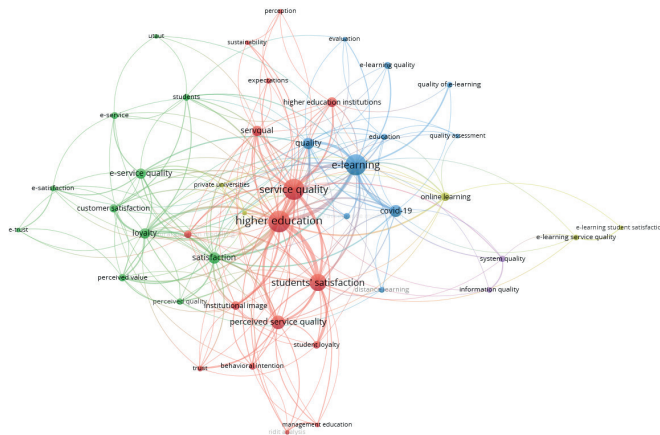 perception
utaut
evaluation
sustainability
e-learning quality
expectations
quality of e-learning
students
higher education institutions
e-service
servqual
education
quality assessment
quality
e-learning
e-service quality
private universities
service quality
e-satisfaction
online learning
customer satisfaction
covid-19
higher education
e-learning student satisfactio
e-trust
loyalty
e-learning service quality
satisfaction
system quality
perceived value
students' satisfaction
distance learning
information quality
perceived quality
institutional image
perceived service quality
student loyalty
trust
behavioral intention
management education